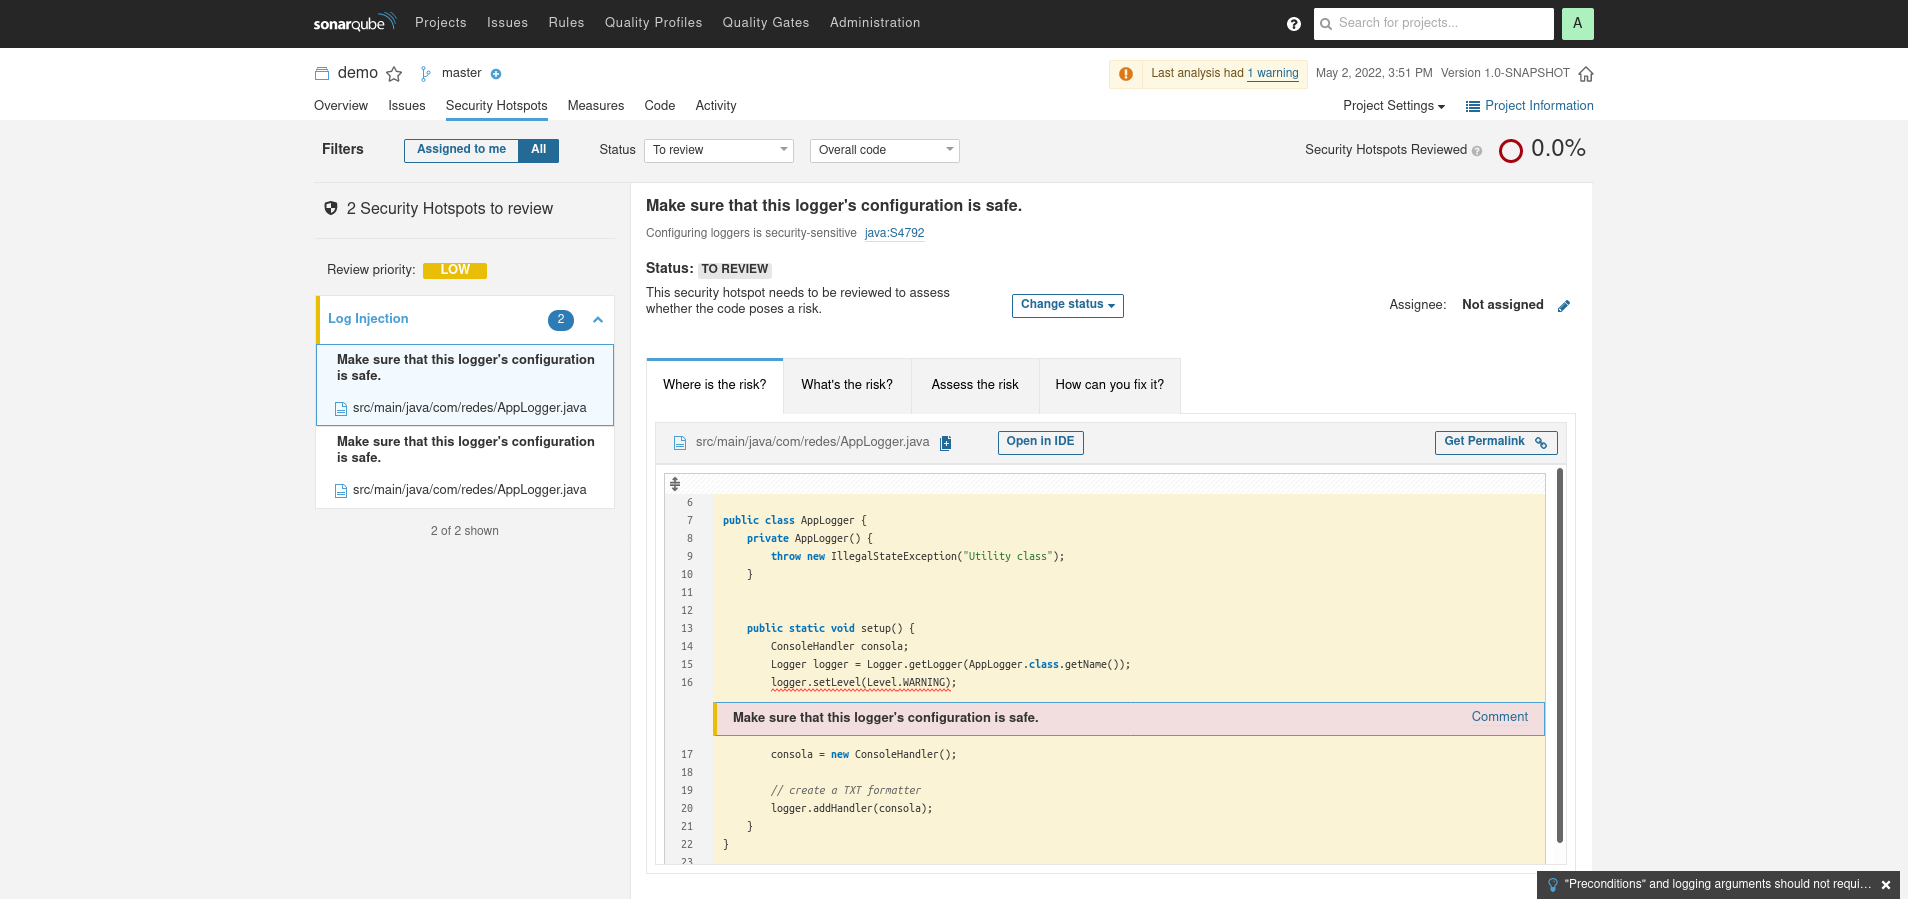 sonarqube Projects Issues Rules Quality Profiles Quality Gates Administration ? Search for projects... A
demo master Last analysis had 1 warning May 2, 2022, 3:51 PM Version 1.0-SNAPSHOT
Overview Issues Security Hotspots Measures Code Activity Project Settings Project Information
Filters Assigned to me All Status To review Overall code Security Hotspots Reviewed ? 0.0%
2 Security Hotspots to review
Review priority: LOW
Log Injection 2
Make sure that this logger's configuration
is safe.
src/main/java/com/redes/AppLogger.java
Make sure that this logger's configuration
is safe.
src/main/java/com/redes/AppLogger.java
2 of 2 shown
Make sure that this logger's configuration is safe.
Configuring loggers is security-sensitive java:S4792
Status: TO REVIEW
This security hotspot needs to be reviewed to assess
whether the code poses a risk.
Change status
Assignee: Not assigned
Where is the risk? What's the risk? Assess the risk How can you fix it?
src/main/java/com/redes/AppLogger.java Open in IDE Get Permalink
6
7 public class AppLogger {
8 private AppLogger() {
9 throw new IllegalStateException("Utility class");
10 }
11
12
13 public static void setup() {
14 ConsoleHandler consola;
15 Logger logger = Logger.getLogger(AppLogger.class.getName());
16 logger.setLevel(Level.WARNING);
Make sure that this logger's configuration is safe. Comment
17 consola = new ConsoleHandler();
18
19 // create a TXT formatter
20 logger.addHandler(consola);
21 }
22 }
23
"Preconditions" and logging arguments should not requi...